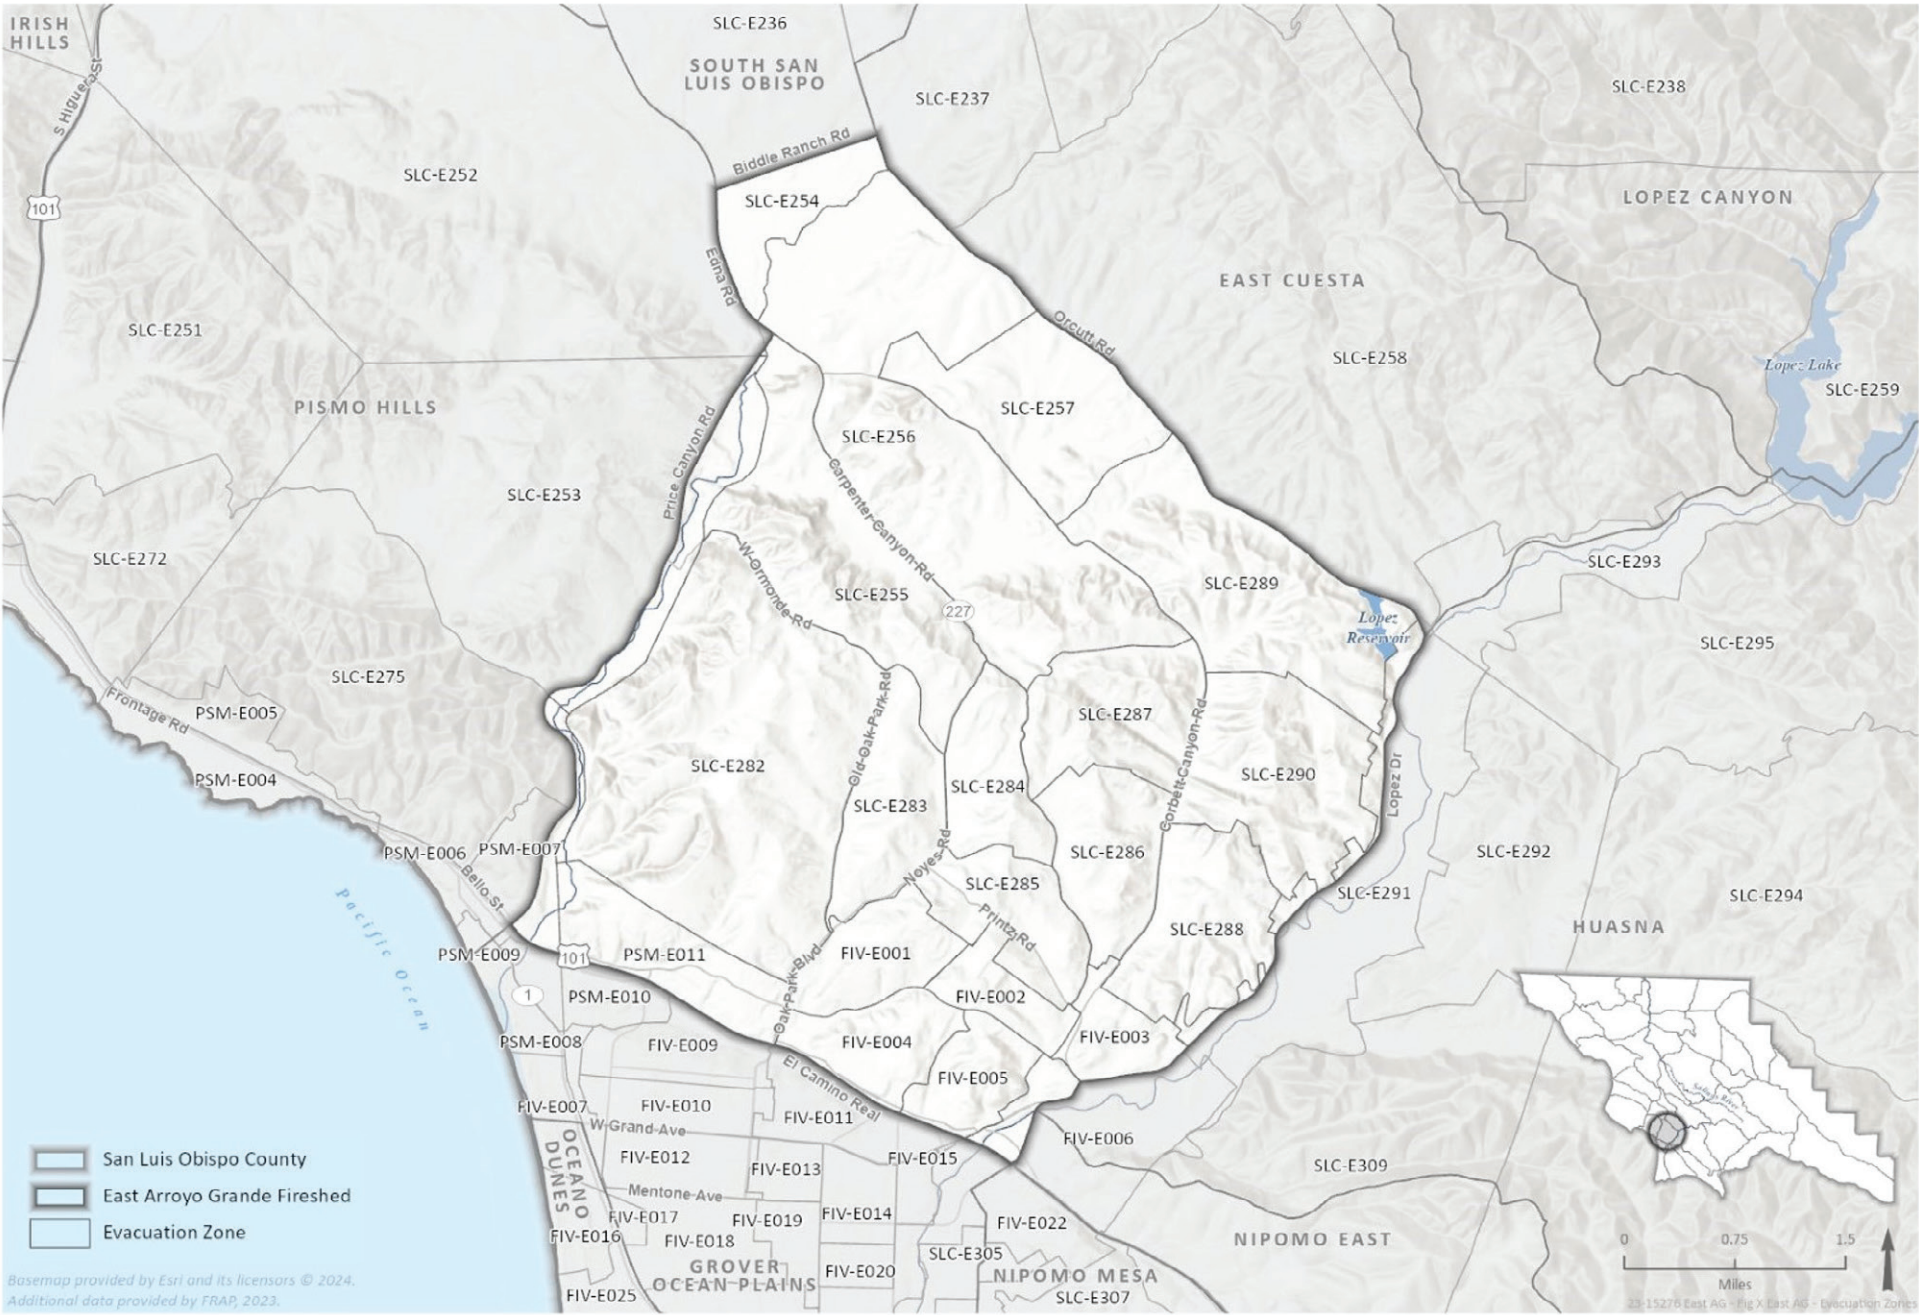 IRISH
HILLS
S Higuera St
101
SLC-E236
SOUTH SAN
LUIS OBISPO
SLC-E237
SLC-E238
Biddle Ranch Rd
SLC-E252
SLC-E254
LOPEZ CANYON
Edna Rd
EAST CUESTA
SLC-E251
Orcutt Rd
SLC-E258
Lopez Lake
SLC-E259
PISMO HILLS
SLC-E257
SLC-E256
Price Canyon Rd
Carpenter Canyon Rd
SLC-E253
SLC-E272
W Ormonde Rd
SLC-E255
227
SLC-E289
SLC-E293
Lopez
Reservoir
SLC-E295
SLC-E275
Frontage Rd
PSM-E005
Old Oak Park Rd
SLC-E287
Corbett Canyon Rd
SLC-E282
SLC-E290
PSM-E004
SLC-E284
Lopez Dr
SLC-E283
PSM-E006
PSM-E007
Noyes Rd
SLC-E286
SLC-E292
Bello St
SLC-E285
SLC-E291
SLC-E294
Pacific Ocean
Printz Rd
SLC-E288
HUASNA
PSM-E009
101
PSM-E011
Oak Park Blvd
FIV-E001
1
PSM-E010
FIV-E002
PSM-E008
FIV-E009
FIV-E004
FIV-E003
El Camino Real
FIV-E005
Salinas River
FIV-E007
FIV-E010
FIV-E011
W Grand Ave
FIV-E006
OCEANO
DUNES
FIV-E012
FIV-E013
FIV-E015
SLC-E309
Mentone Ave
FIV-E017
FIV-E019
FIV-E014
FIV-E016
FIV-E018
FIV-E022
SLC-E305
NIPOMO EAST
GROVER
OCEAN PLAINS
FIV-E020
NIPOMO MESA
FIV-E025
SLC-E307
San Luis Obispo County
East Arroyo Grande Fireshed
Evacuation Zone
Basemap provided by Esri and its licensors © 2024.
Additional data provided by FRAP, 2023.
0 0.75 1.5
Miles
23-15276 East AG - Fig X East AG - Evacuation Zones